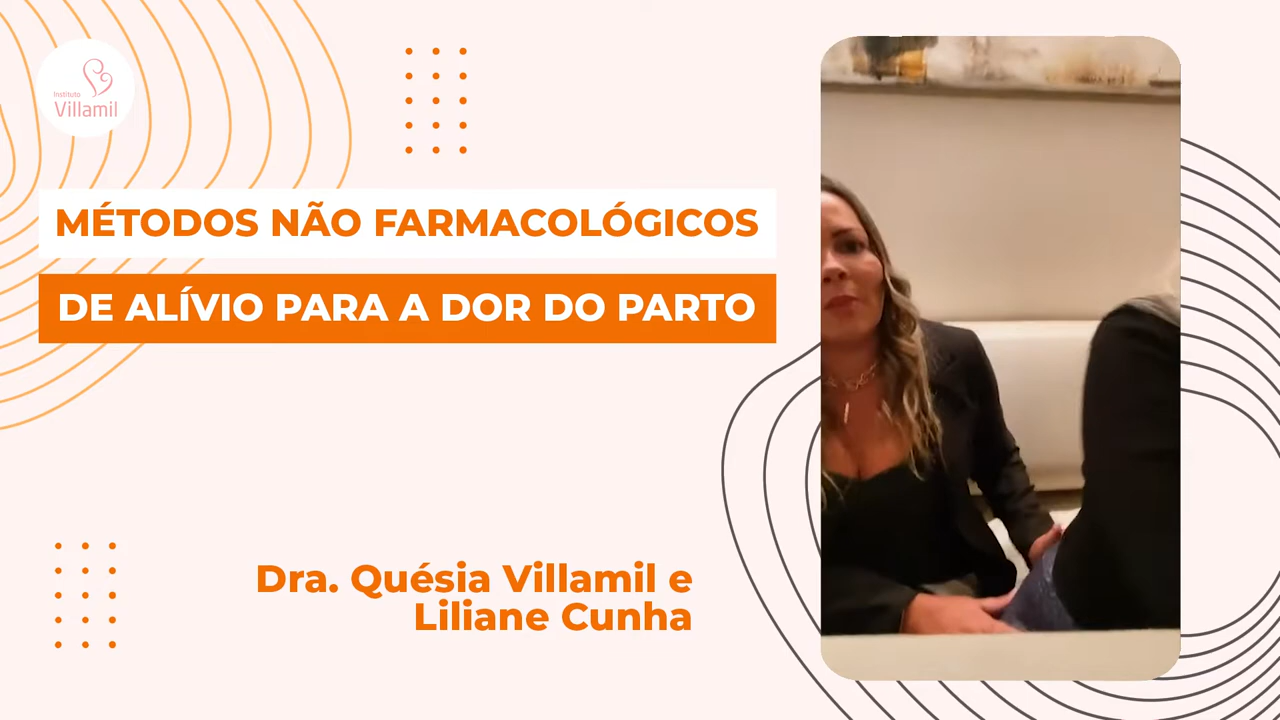 Instituto
Villamil
MÉTODOS NÃO FARMACOLÓGICOS
DE ALÍVIO PARA A DOR DO PARTO
Dra. Quésia Villamil e
Liliane Cunha